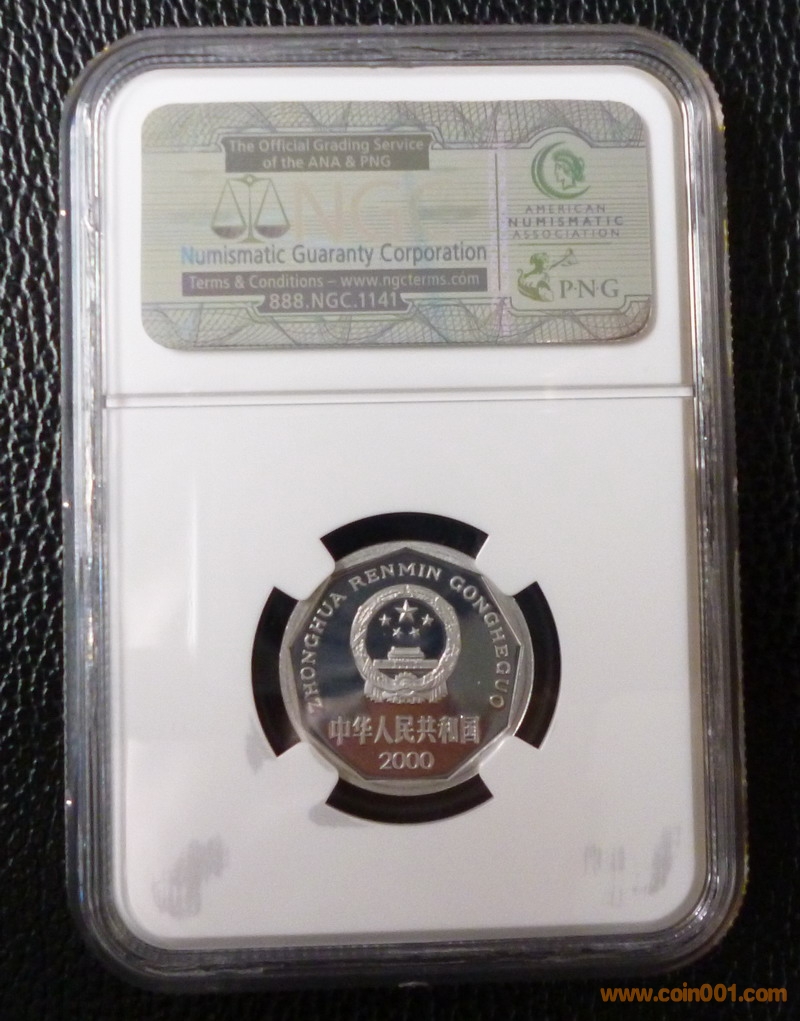 The Official Grading Service
of the ANA & PNG
NGC
Numismatic Guaranty Corporation
Terms & Conditions – www.ngcterms.com
888.NGC.1141
AMERICAN
NUMISMATIC
ASSOCIATION
P·N·G
ZHONGHUA RENMIN GONGHEGUO
中华人民共和国
2000
www.coin001.com